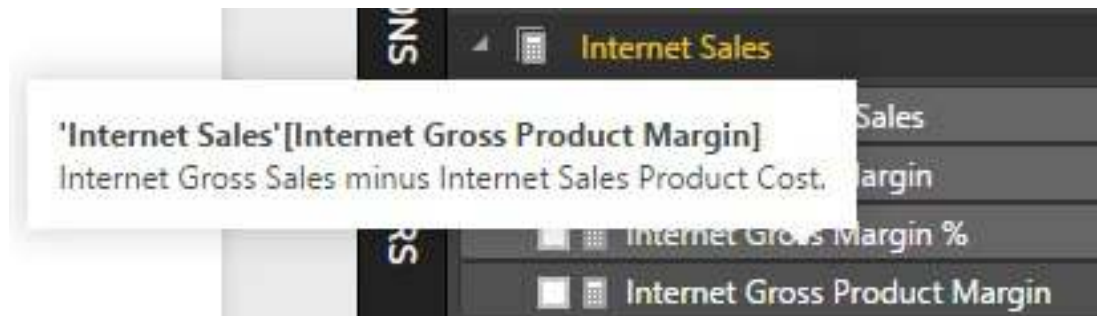 ONS
Internet Sales
'Internet Sales'[Internet Gross Product Margin]
Internet Gross Sales minus Internet Sales Product Cost.
Sales
argin
RS
Internet Gross Margin %
Internet Gross Product Margin